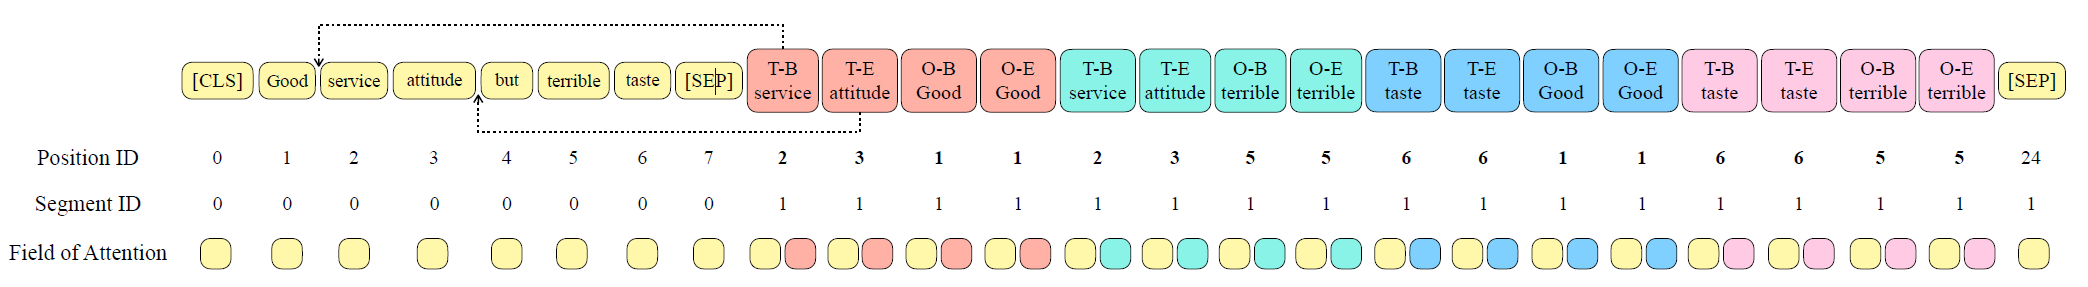 [CLS] Good service attitude but terrible taste [SEP] T-B service T-E attitude O-B Good O-E Good T-B service T-E attitude O-B terrible O-E terrible T-B taste T-E taste O-B Good O-E Good T-B taste T-E taste O-B terrible O-E terrible [SEP]
Position ID 0 1 2 3 4 5 6 7 2 3 1 1 2 3 5 5 6 6 1 1 6 6 5 5 24
Segment ID 0 0 0 0 0 0 0 0 1 1 1 1 1 1 1 1 1 1 1 1 1 1 1 1 1
Field of Attention